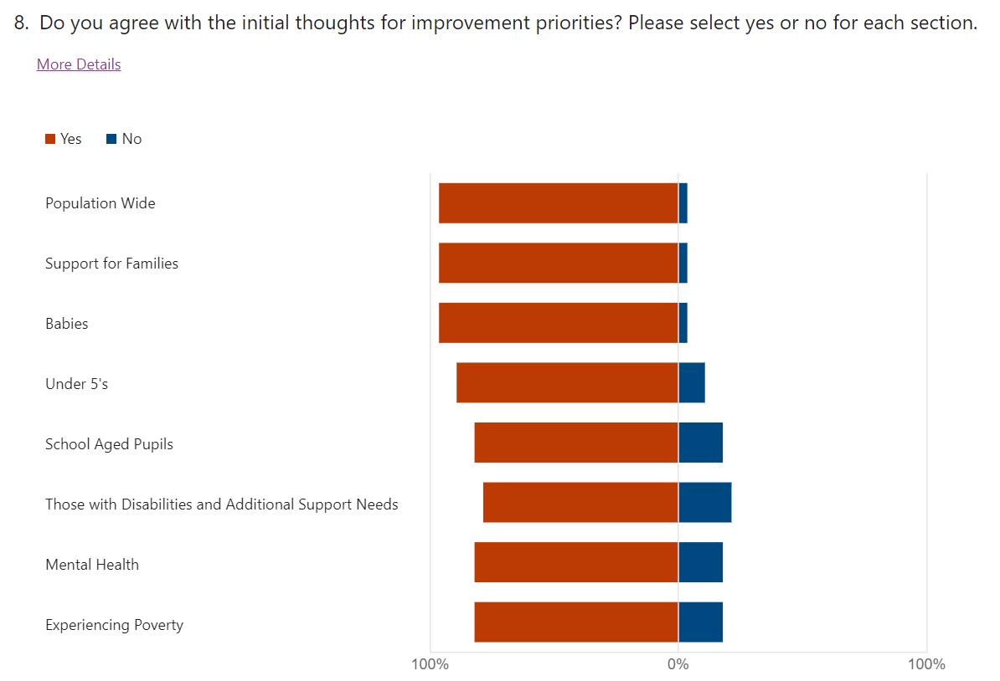 8. Do you agree with the initial thoughts for improvement priorities? Please select yes or no for each section.
More Details
Yes No
Population Wide
Support for Families
Babies
Under 5's
School Aged Pupils
Those with Disabilities and Additional Support Needs
Mental Health
Experiencing Poverty
100% 0% 100%